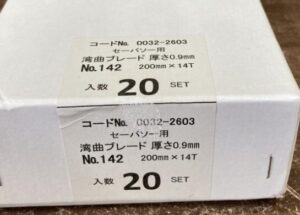 コードNo. 0032-2603
セーバソー用
湾曲ブレード 厚さ0.9mm
No.142 200mm×14T
入数 20 SET
コードNo. 0032-2603
セーバソー用
湾曲ブレード 厚さ0.9mm
No.142 200mm×14T
入数 20 SET